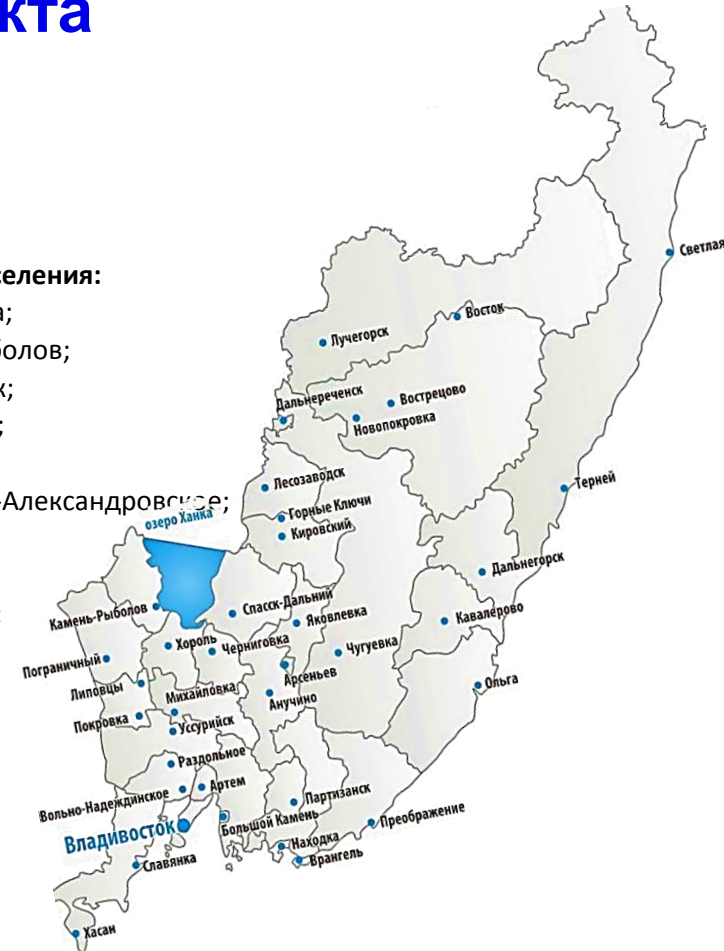 кта
селения:
а;
болов;
к;
;
-Александровское;
;
Светлая
Восток
Лучегорск
Дальнереченск
Вострецово
Новопокровка
Лесозаводск
Терней
Горные Ключи
озеро Ханка
Кировский
Дальнегорск
Спасск-Дальний
Камень-Рыболов
Яковлевка
Кавалерово
Хороль
Черниговка
Чугуевка
Пограничный
Арсеньев
Ольга
Липовцы
Михайловка
Анучино
Покровка
Уссурийск
Раздольное
Артем
Вольно-Надеждинское
Партизанск
Большой Камень
Преображение
Владивосток
Находка
Врангель
Славянка
Хасан